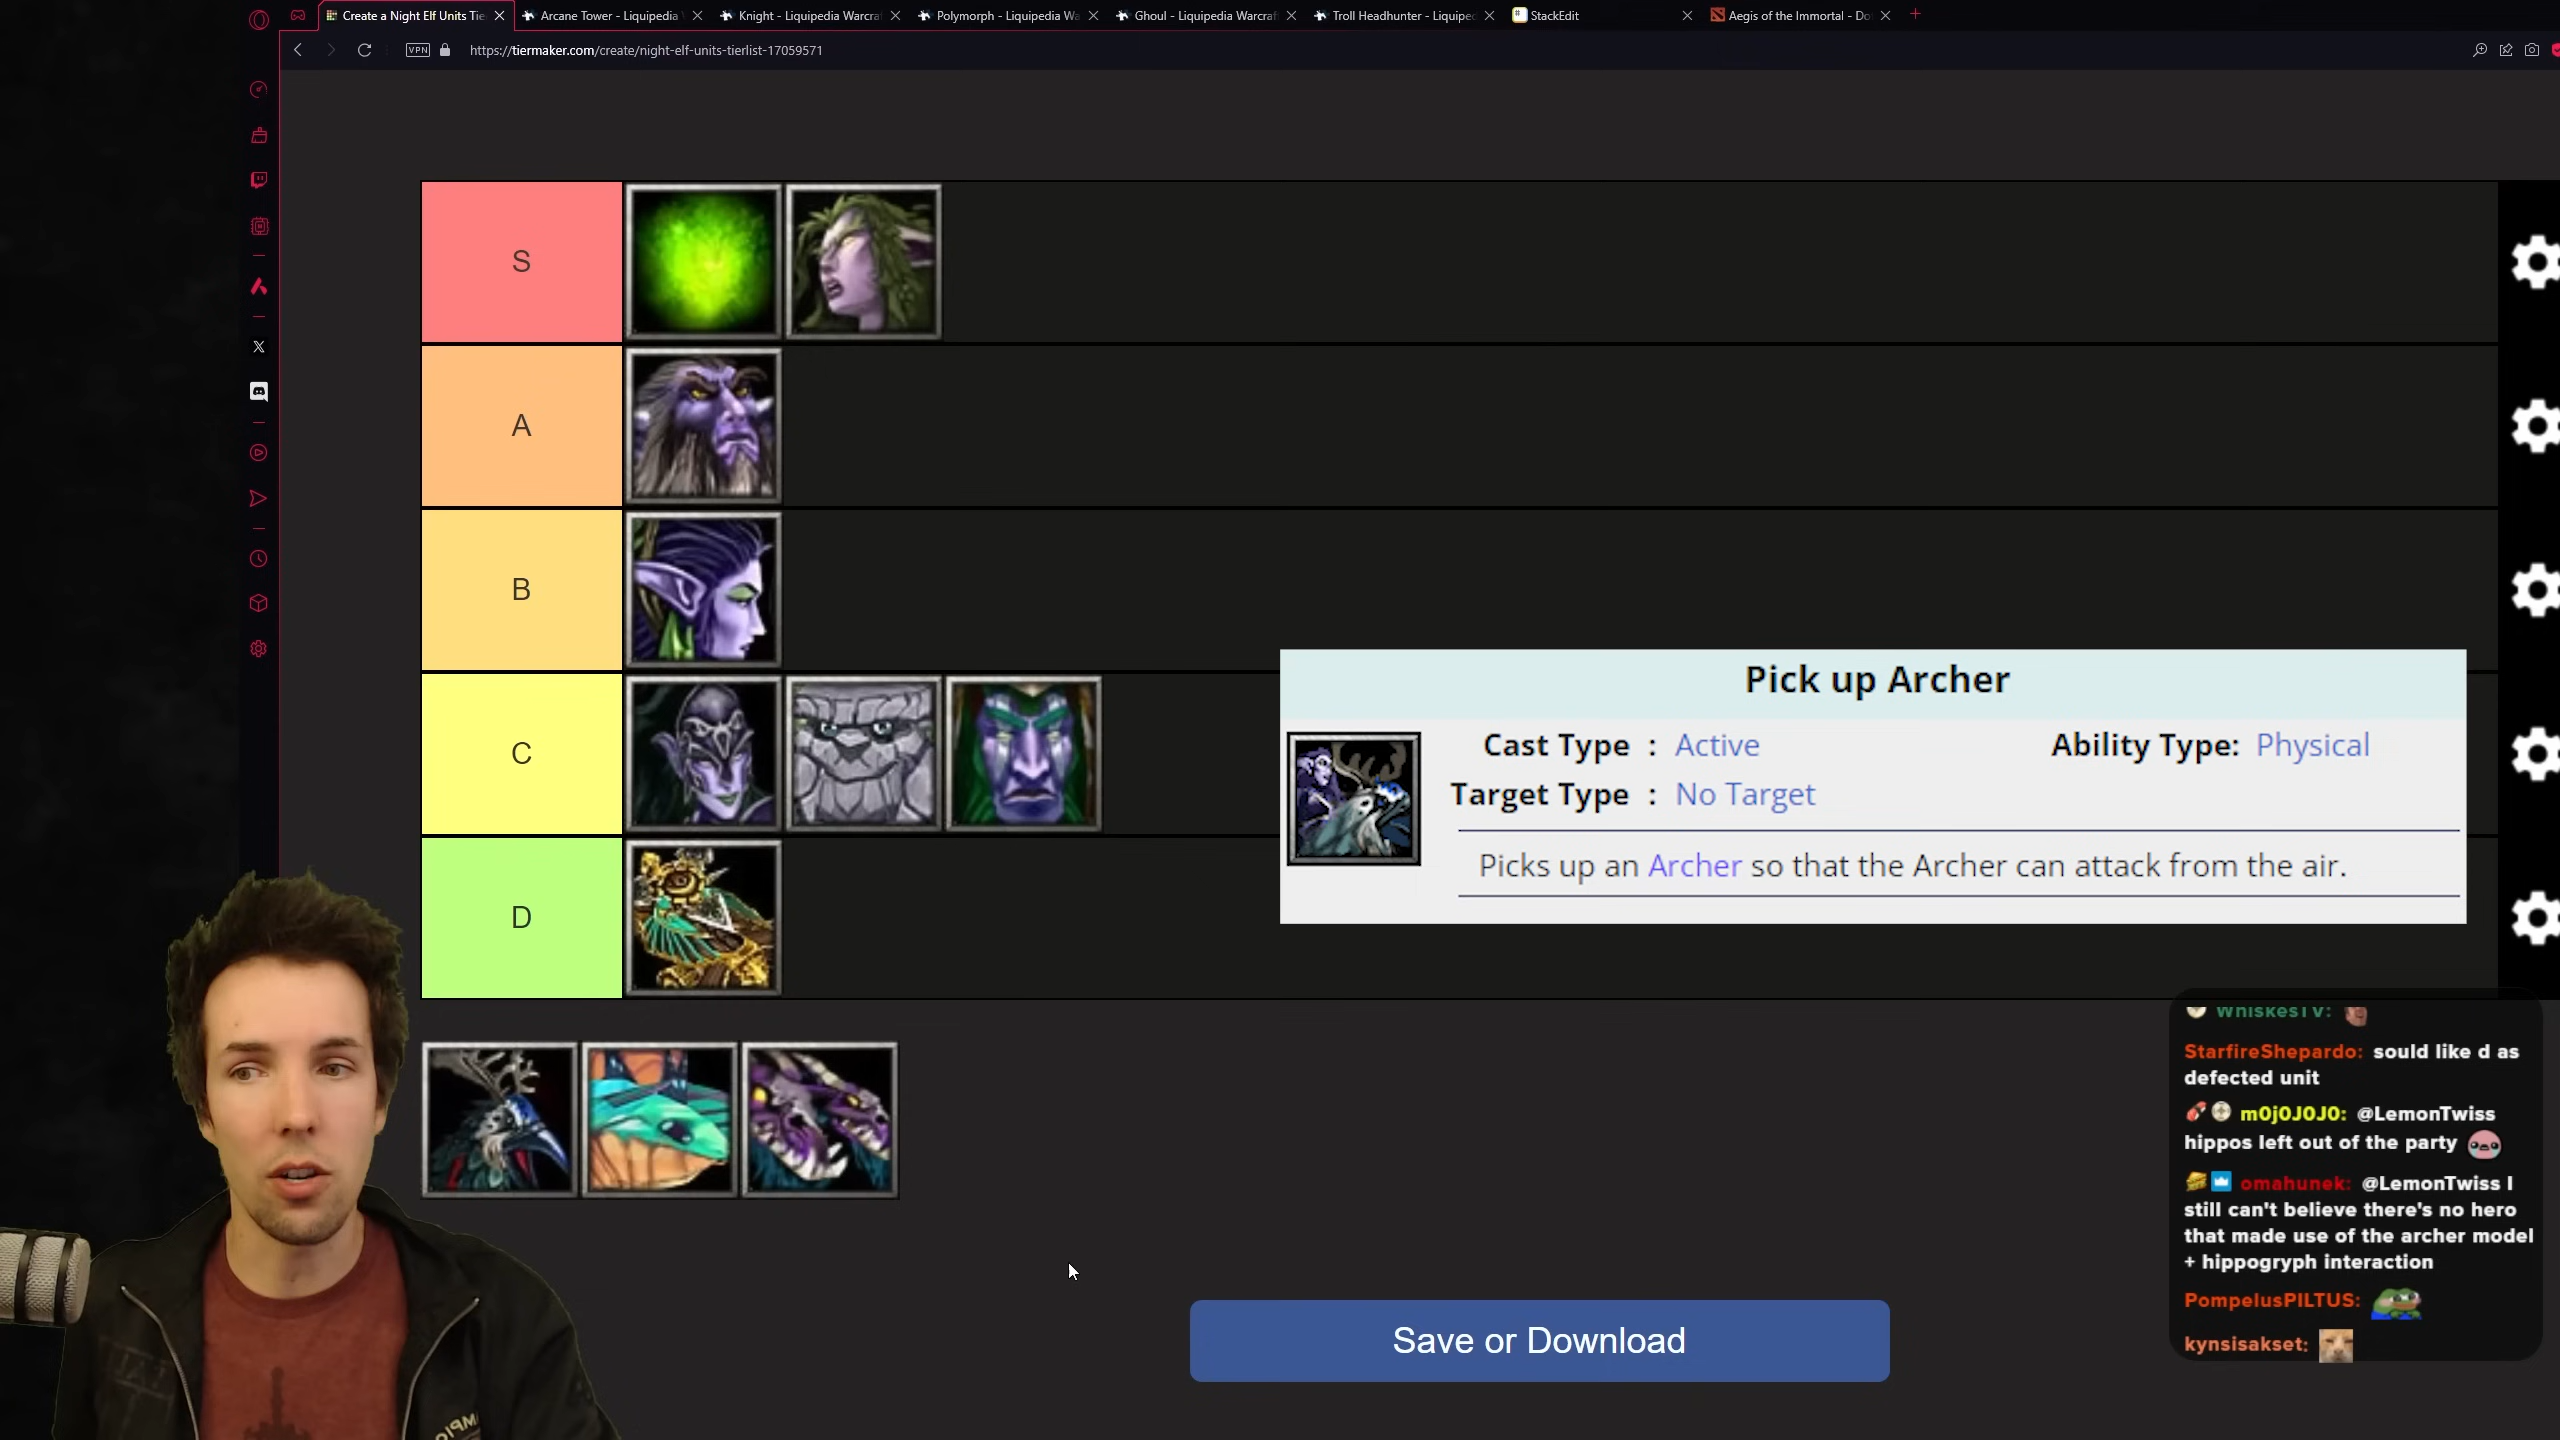 Create a Night Elf Units Tie
Arcane Tower - Liquipedia
Knight - Liquipedia Warcra
Polymorph - Liquipedia Wa
Ghoul - Liquipedia Warcraf
Troll Headhunter - Liquiped
StackEdit
Aegis of the Immortal - Do
VPN
https://tiermaker.com/create/night-elf-units-tierlist-17059571
S
A
B
C
D
Pick up Archer
Cast Type : Active
Ability Type: Physical
Target Type : No Target
Picks up an Archer so that the Archer can attack from the air.
WhiskesTV:
StarfireShepardo: sould like d as
defected unit
m0j0J0J0: @LemonTwiss
hippos left out of the party
omahunek: @LemonTwiss I
still can't believe there's no hero
that made use of the archer model
+ hippogryph interaction
PompelusPILTUS:
kynsisakset:
Save or Download